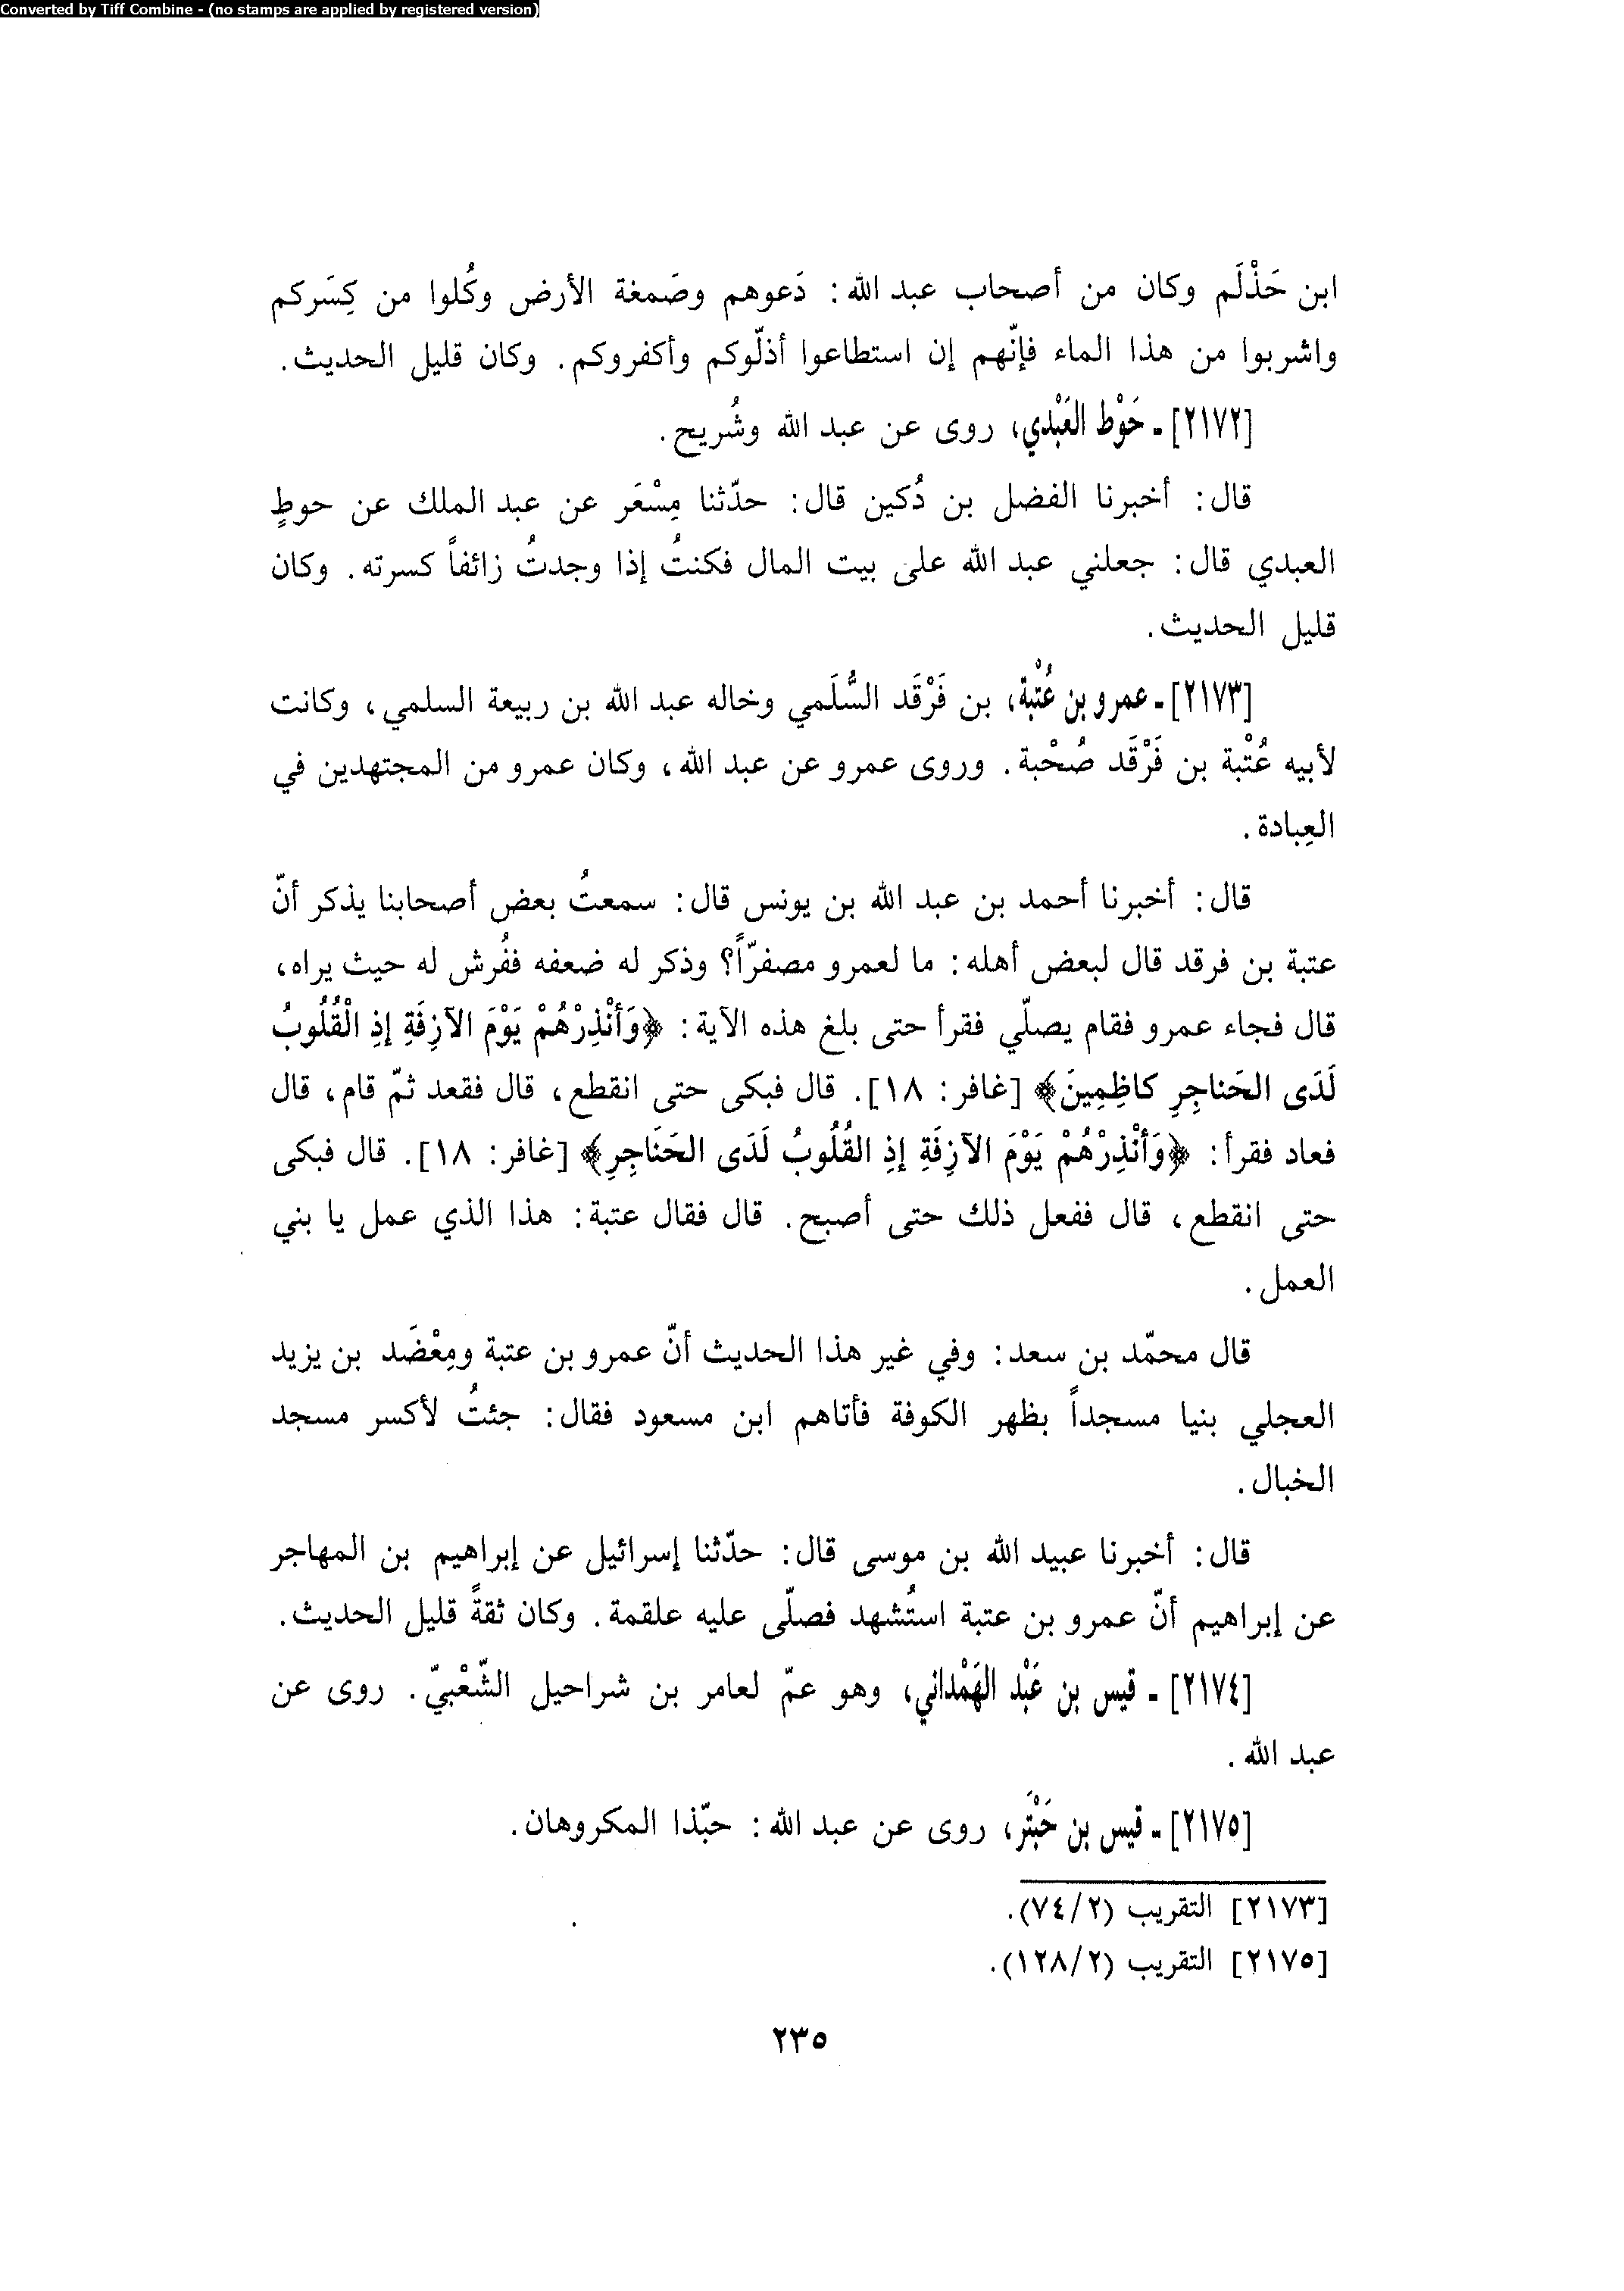 Converted by Tiff Combine - (no stamps are applied by registered version)
ابن حَذْلَم وكان من أصحاب عبد الله: دَعوهم وصَمغة الأرض وكُلوا من كِسَركم
واشربوا من هذا الماء فإنّهم إن استطاعوا أذلّوكم وأكفروكم. وكان قليل الحديث.
[٢١٧٢] ـ حَوْط العَبْدي، روى عن عبد الله وشُريح.
قال: أخبرنا الفضل بن دُكين قال: حدّثنا مِسْعَر عن عبد الملك عن حوطٍ
العبدي قال: جعلني عبد الله على بيت المال فكنتُ إذا وجدتُ زائفاً كسرته. وكان
قليل الحديث.
[٢١٧٣] ـ عمرو بن عُتْبة، بن فَرْقَد السُّلَمي وخاله عبد الله بن ربيعة السلمي، وكانت
لأبيه عُتْبة بن فَرْقَد صُحْبة. وروى عمرو عن عبد الله، وكان عمرو من المجتهدين في
العِبادة.
قال: أخبرنا أحمد بن عبد الله بن يونس قال: سمعتُ بعض أصحابنا يذكر أنّ
عتبة بن فرقد قال لبعض أهله: ما لعمرو مصفرّاً؟ وذكر له ضعفه ففُرش له حيث يراه،
قال فجاء عمرو فقام يصلّي فقرأ حتى بلغ هذه الآية: ﴿وَأَنْذِرْهُمْ يَوْمَ الآزِفَةِ إذِ الْقُلُوبُ
لَدَى الحَناجِرِ كاظِمِينَ﴾ [غافر: ١٨]. قال فبكى حتى انقطع، قال فقعد ثمّ قام، قال
فعاد فقرأ: ﴿وَأَنْذِرْهُمْ يَوْمَ الآزِفَةِ إذِ القُلُوبُ لَدَى الحَنَاجِرِ﴾ [غافر: ١٨]. قال فبكى
حتى انقطع، قال ففعل ذلك حتى أصبح. قال فقال عتبة: هذا الذي عمل يا بني
العمل.
قال محمّد بن سعد: وفي غير هذا الحديث أنّ عمرو بن عتبة ومِعْضَد بن يزيد
العجلي بنيا مسجداً بظهر الكوفة فأتاهم ابن مسعود فقال: جئتُ لأكسر مسجد
الخبال.
قال: أخبرنا عبيد الله بن موسى قال: حدّثنا إسرائيل عن إبراهيم بن المهاجر
عن إبراهيم أنّ عمرو بن عتبة استُشهد فصلّى عليه علقمة. وكان ثقةً قليل الحديث.
[٢١٧٤] ـ قيس بن عَبْد الهَمْداني، وهو عمّ لعامر بن شراحيل الشّعْبيّ. روى عن
عبد الله.
[٢١٧٥] ـ قيس بن حَبْتَر، روى عن عبد الله: حبّذا المكروهان.
[٢١٧٣] التقريب (٧٤/٢).
[٢١٧٥] التقريب (١٢٨/٢).
٢٣٥